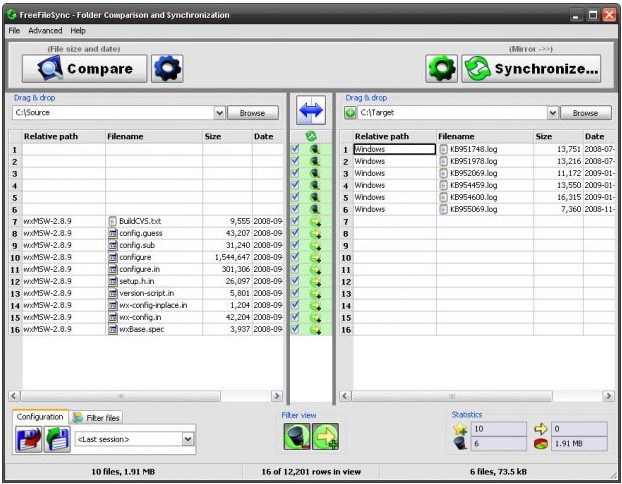 FreeFileSync - Folder Comparison and Synchronization
File Advanced Help
(File size and date)
Compare
(Mirror ->>)
Synchronize...
Drag & drop
C:\Source
Browse
Drag & drop
C:\Target
Browse
Relative path Filename Size Date
1
2
3
4
5
6
7 wxMSW-2.8.9 BuildCVS.txt 9,555 2008-09
8 wxMSW-2.8.9 config.guess 43,207 2008-09
9 wxMSW-2.8.9 config.sub 31,240 2008-09
10 wxMSW-2.8.9 configure 1,544,647 2008-09
11 wxMSW-2.8.9 configure.in 301,306 2008-09
12 wxMSW-2.8.9 setup.h.in 26,097 2008-09
13 wxMSW-2.8.9 version-script.in 5,801 2008-09
14 wxMSW-2.8.9 wx-config-inplace.in 1,204 2008-09
15 wxMSW-2.8.9 wx-config.in 42,204 2008-09
16 wxMSW-2.8.9 wxBase.spec 3,937 2008-09
Relative path Filename Size Date
1 Windows KB951748.log 13,751 2008-07-
2 Windows KB951978.log 13,216 2008-07-
3 Windows KB952069.log 11,172 2009-01-
4 Windows KB954459.log 13,550 2009-01-
5 Windows KB954600.log 16,315 2009-01-
6 Windows KB955069.log 7,360 2008-11-
7
8
9
10
11
12
13
14
15
16
Configuration Filter files
<Last session>
Filter view
Statistics
10 0
6 1.91 MB
10 files, 1.91 MB 16 of 12,201 rows in view 6 files, 73.5 kB